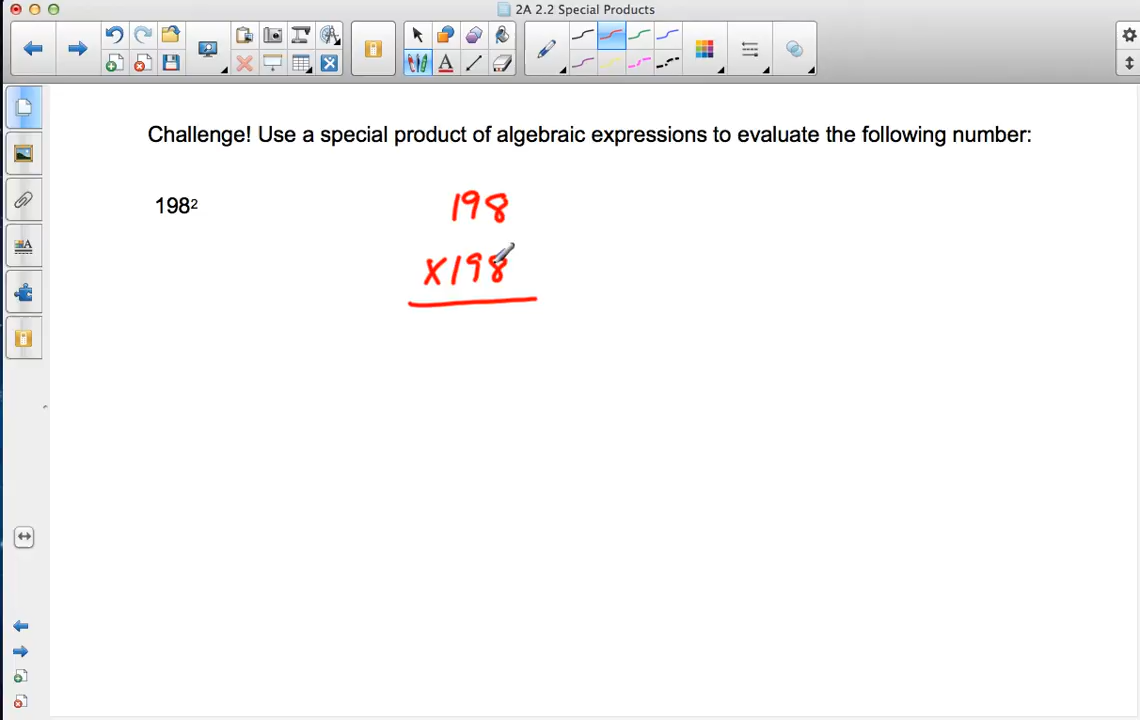 2A 2.2 Special Products
A
A
Challenge! Use a special product of algebraic expressions to evaluate the following number:
198²
198
X198